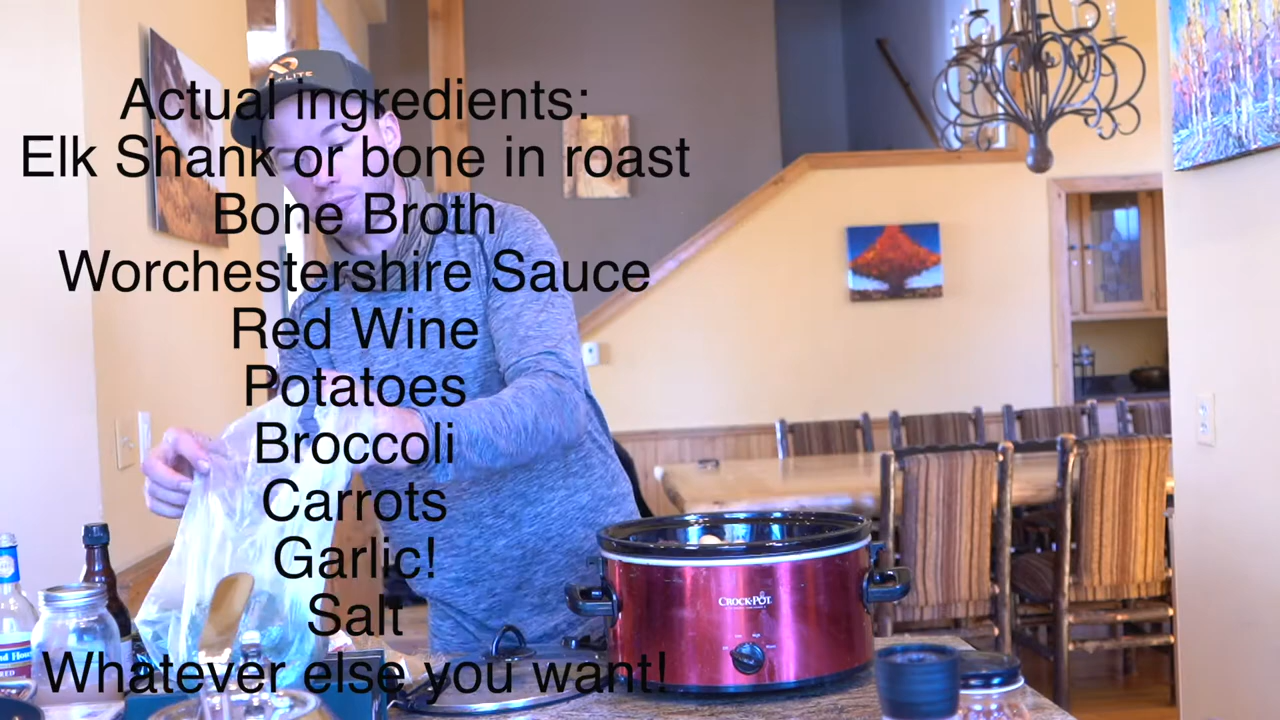 Actual ingredients:
Elk Shank or bone in roast
Bone Broth
Worchestershire Sauce
Red Wine
Potatoes
Broccoli
Carrots
Garlic!
Salt
Whatever else you want!
CROCK-POT